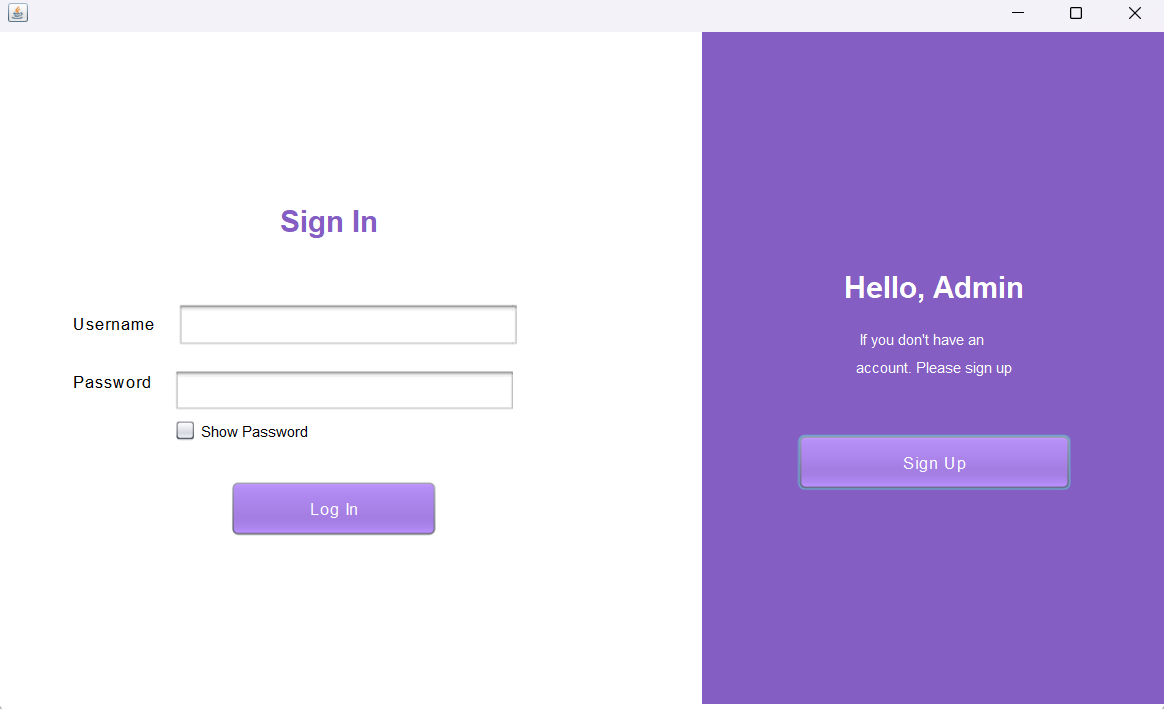 Sign In
Username
Password
Show Password
Log In
Hello, Admin
If you don't have an
account. Please sign up
Sign Up